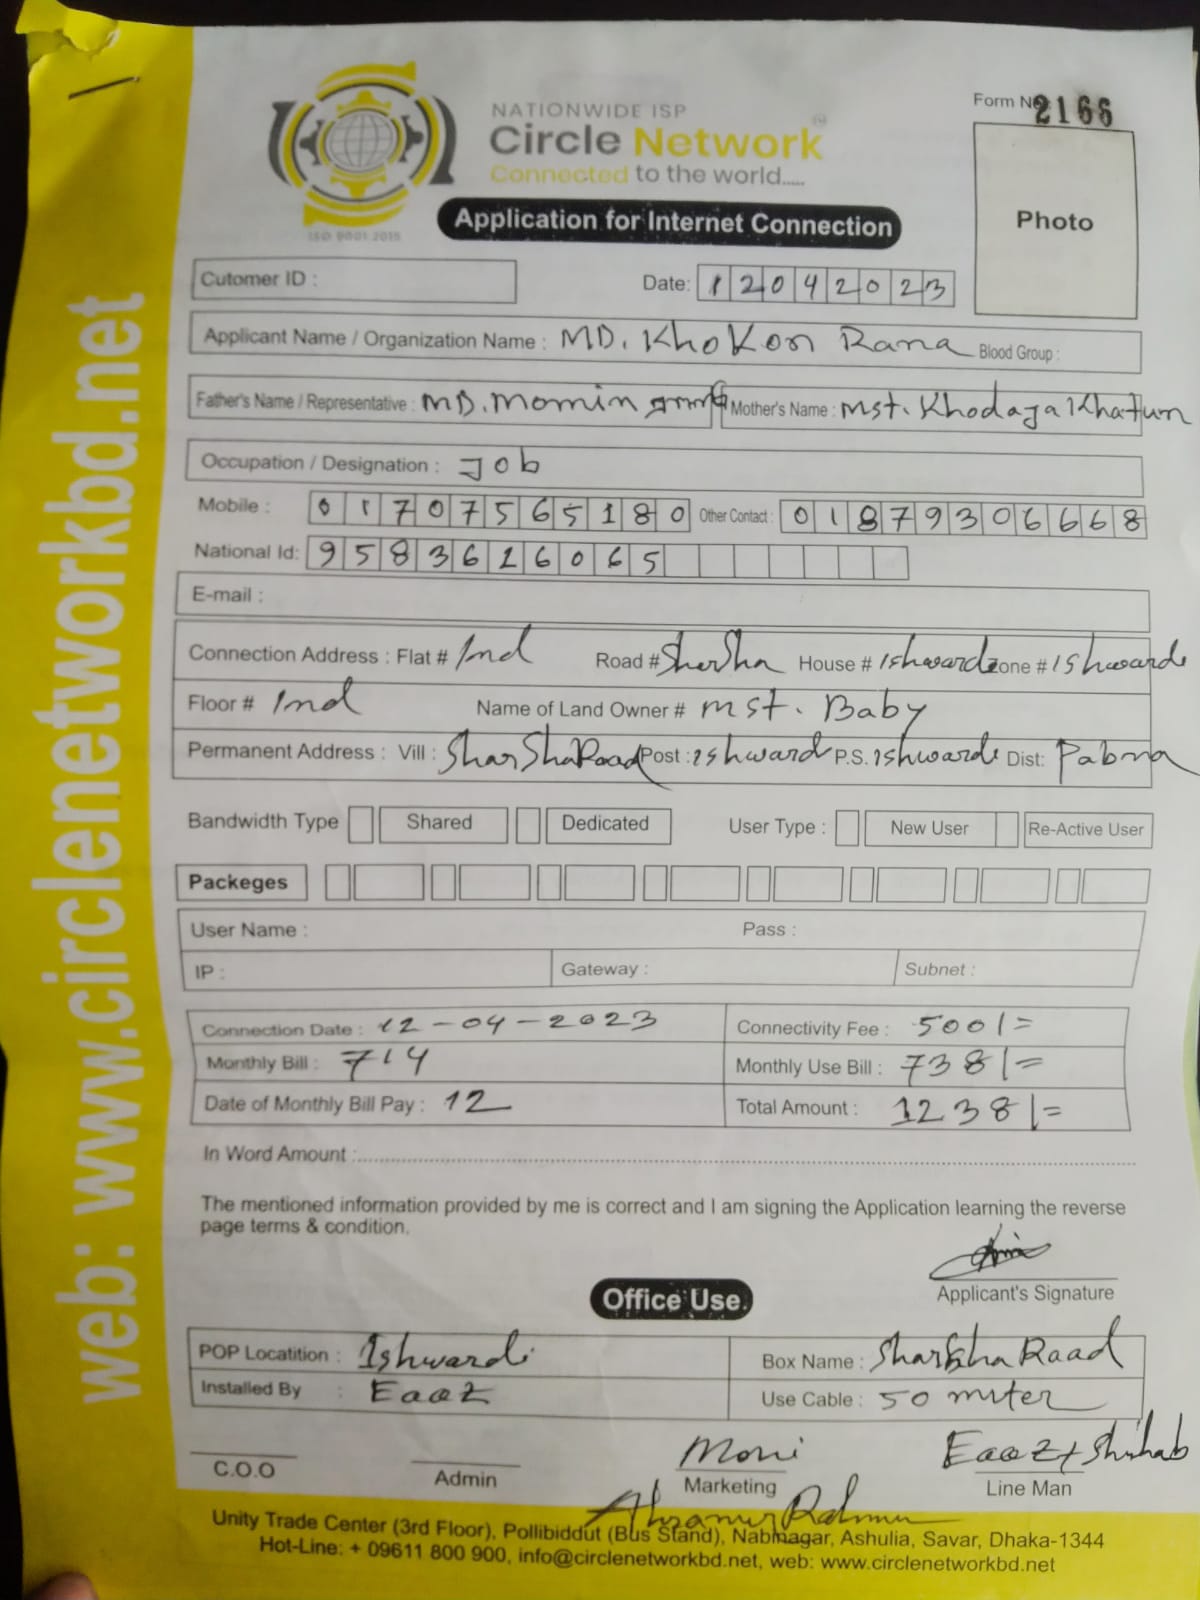 web: www.circlenetworkbd.net
NATIONWIDE ISP
Circle Network
Connected to the world.....
ISO 9001:2015
Form No 2166
Photo
Application for Internet Connection
Cutomer ID :
Date: 12042023
Applicant Name / Organization Name : MD. Khokon Rana Blood Group :
Father's Name / Representative : MD. Momin Mother's Name : Mst. Khodaja Khatun
Occupation / Designation : Job
Mobile : 01707565180 Other Contact : 01879306668
National Id: 9583626065
E-mail :
Connection Address : Flat # Ind Road # SherSha House # Ishwardi Zone # Ishwardi
Floor # Ind Name of Land Owner # Mst. Baby
Permanent Address : Vill : SharShaRoad Post : Ishwardi P.S. Ishwardi Dist: Pabna
Bandwidth Type Shared Dedicated User Type : New User Re-Active User
Packeges
User Name : Pass :
IP : Gateway : Subnet :
Connection Date : 12-04-2023 Connectivity Fee : 500/=
Monthly Bill : 714 Monthly Use Bill : 738/=
Date of Monthly Bill Pay : 12 Total Amount : 1238/=
In Word Amount :
The mentioned information provided by me is correct and I am signing the Application learning the reverse
page terms & condition.
Applicant's Signature
Office Use
POP Locatition : Ishwardi Box Name : Sharsha Raad
Installed By : Eaaz Use Cable : 50 miter
C.O.O Admin Moni Marketing Eaaz + Shihab Line Man
Unity Trade Center (3rd Floor), Pollibiddut (Bus Stand), Nabinagar, Ashulia, Savar, Dhaka-1344
Hot-Line: + 09611 800 900, info@circlenetworkbd.net, web: www.circlenetworkbd.net